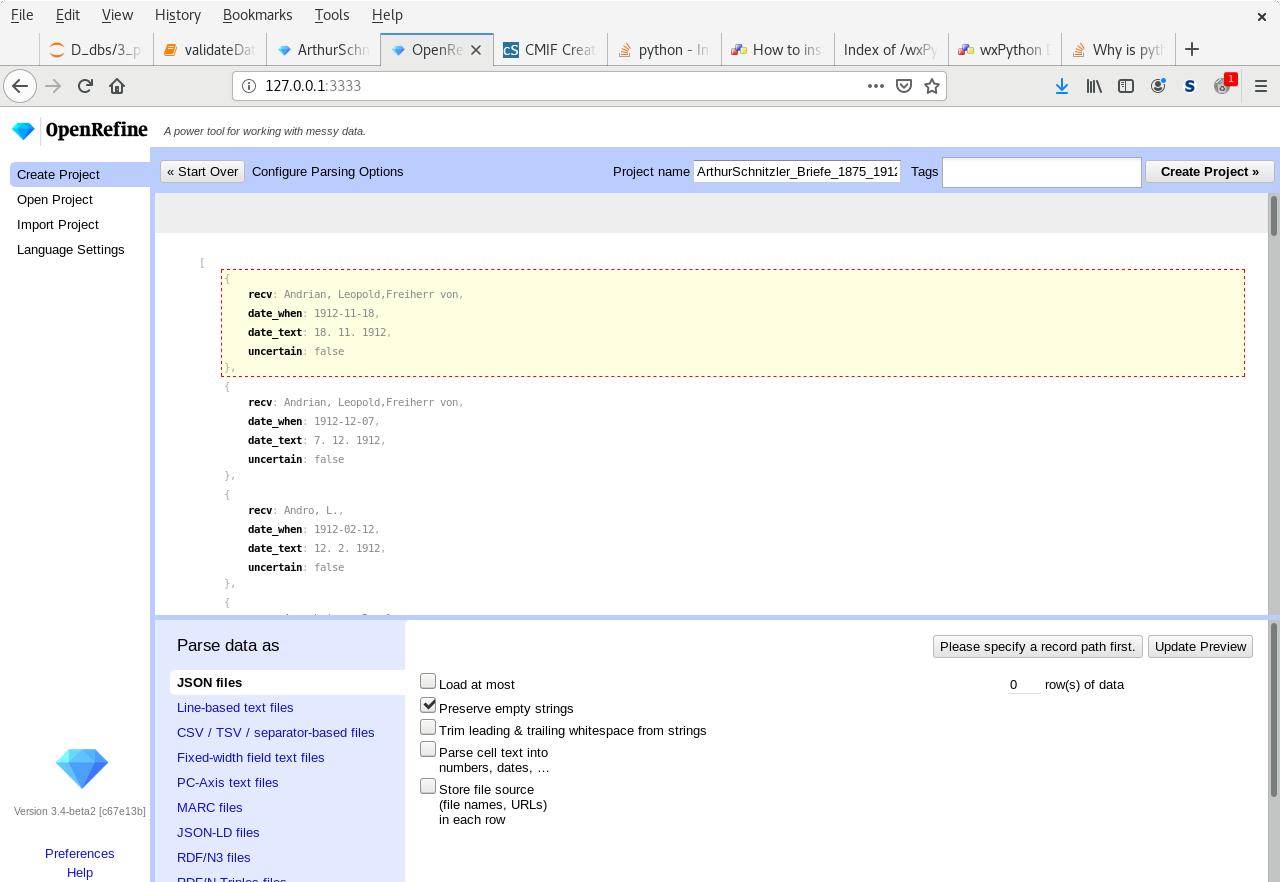 File Edit View History Bookmarks Tools Help
D_dbs/3_p validateDat ArthurSchn OpenRe CMIF Creat python - In How to ins Index of /wxPy wxPython D Why is pyth
127.0.0.1:3333
S 1
OpenRefine A power tool for working with messy data.
Create Project
Open Project
Import Project
Language Settings
« Start Over Configure Parsing Options Project name ArthurSchnitzler_Briefe_1875_1912 Tags Create Project »
[
{
recv: Andrian, Leopold,Freiherr von,
date_when: 1912-11-18,
date_text: 18. 11. 1912,
uncertain: false
},
{
recv: Andrian, Leopold,Freiherr von,
date_when: 1912-12-07,
date_text: 7. 12. 1912,
uncertain: false
},
{
recv: Andro, L.,
date_when: 1912-02-12,
date_text: 12. 2. 1912,
uncertain: false
},
{
Parse data as
JSON files
Line-based text files
CSV / TSV / separator-based files
Fixed-width field text files
PC-Axis text files
MARC files
JSON-LD files
RDF/N3 files
RDF/N-Triples files
Please specify a record path first. Update Preview
Load at most 0 row(s) of data
Preserve empty strings
Trim leading & trailing whitespace from strings
Parse cell text into
numbers, dates, …
Store file source
(file names, URLs)
in each row
Version 3.4-beta2 [c67e13b]
Preferences
Help